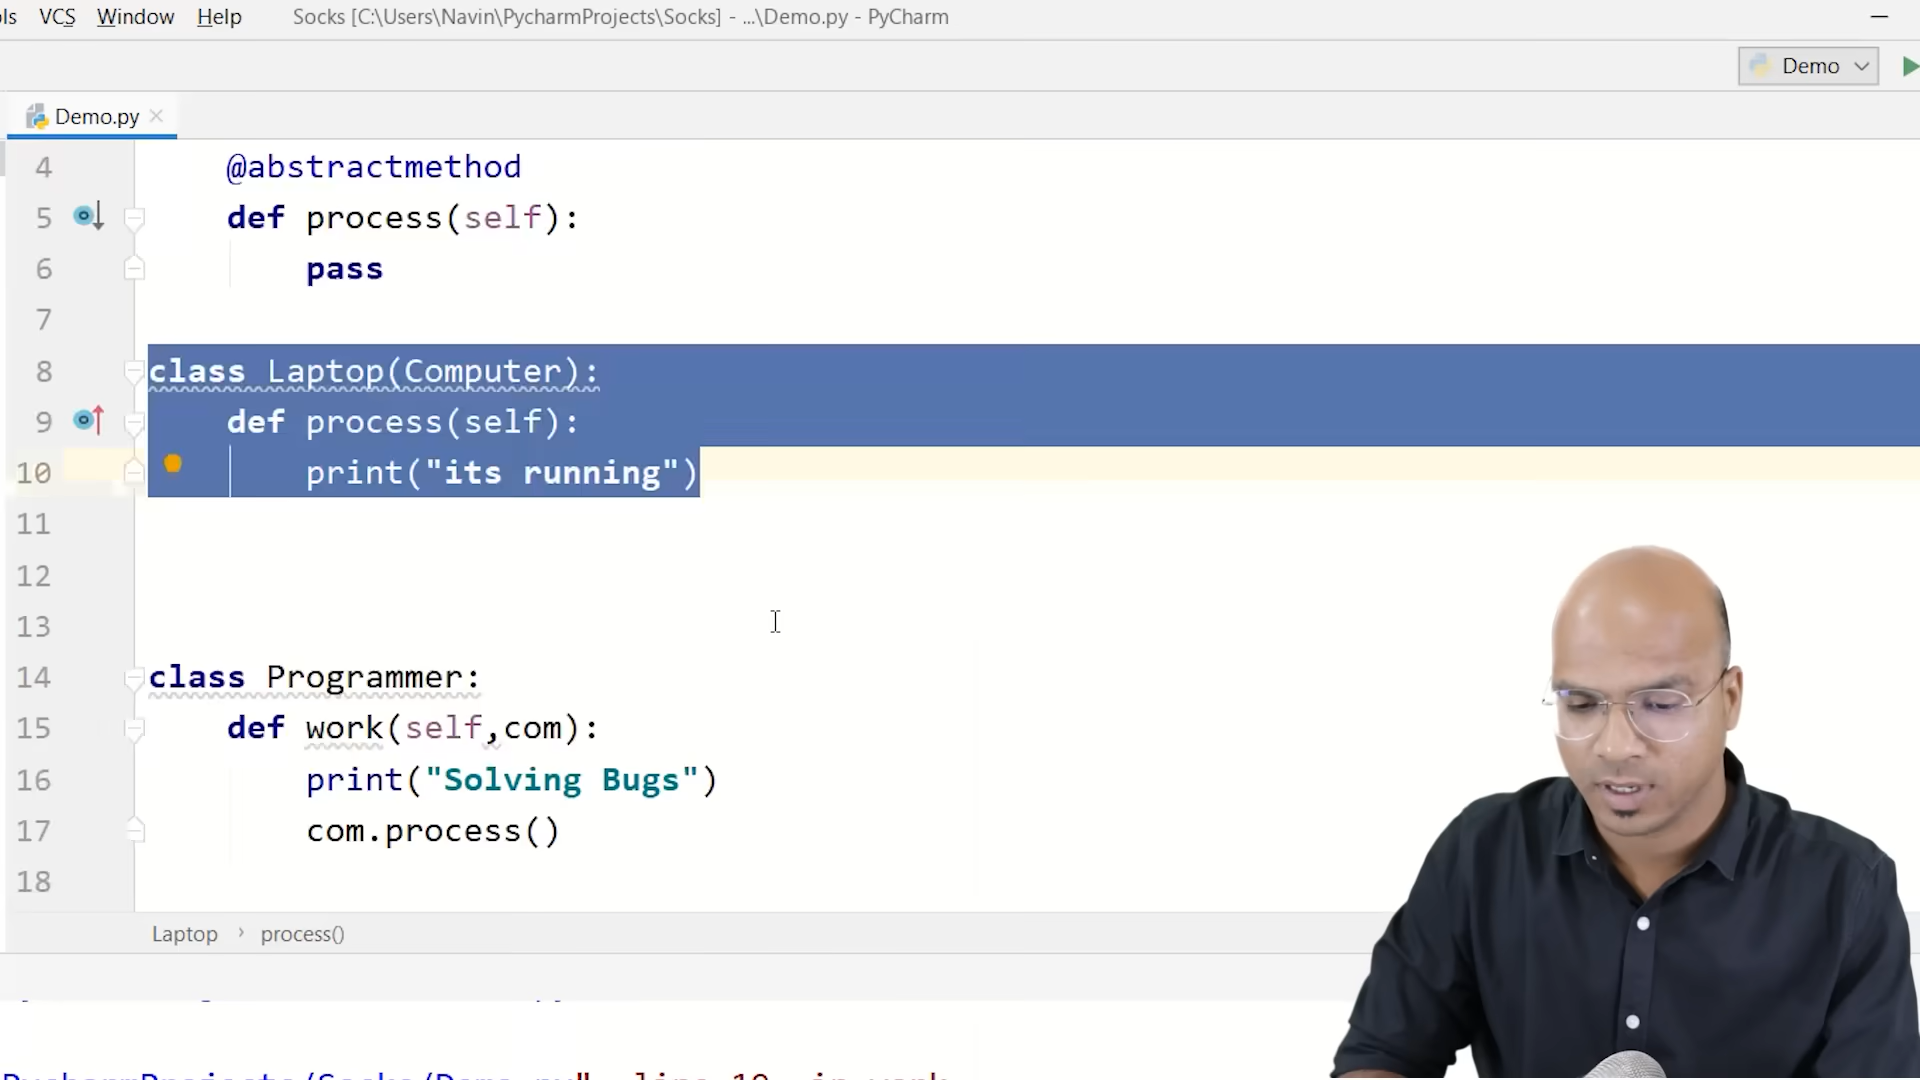 VCS Window Help Socks [C:\Users\Navin\PycharmProjects\Socks] - ...\Demo.py - PyCharm
Demo
Demo.py
4 @abstractmethod
5 def process(self):
6 pass
7
8 class Laptop(Computer):
9 def process(self):
10 print("its running")
11
12
13
14 class Programmer:
15 def work(self,com):
16 print("Solving Bugs")
17 com.process()
18
Laptop › process()